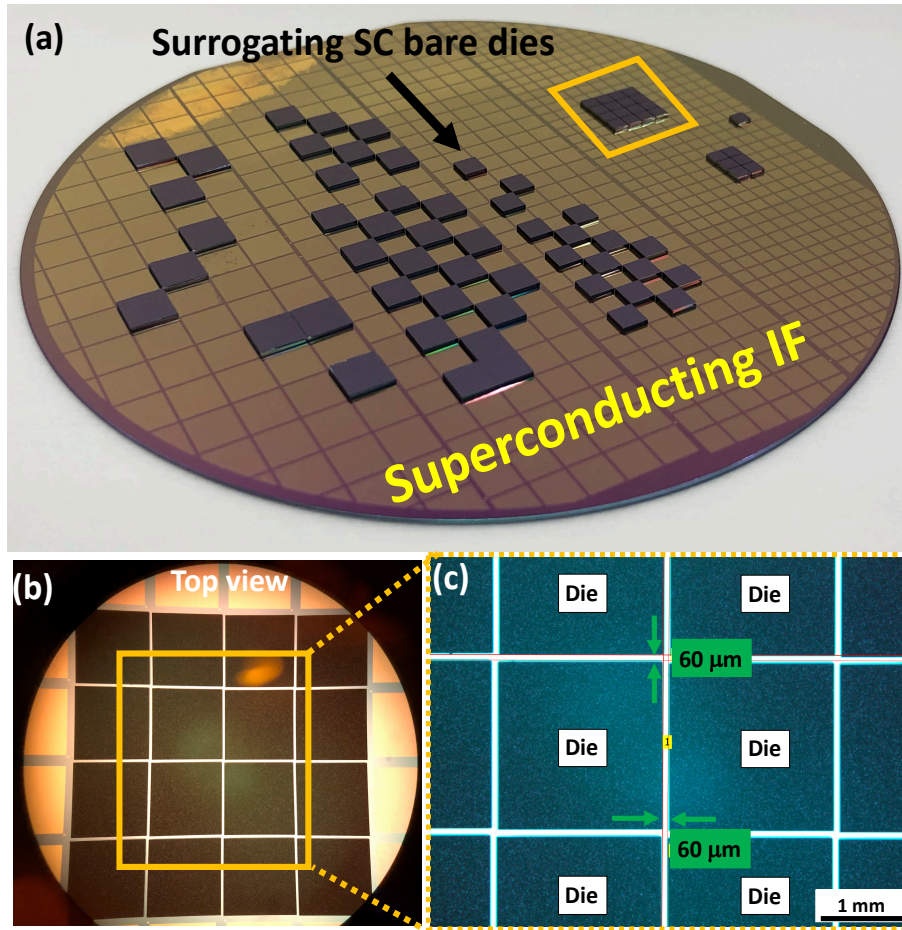 (a)
Surrogating SC bare dies
Superconducting IF
(b)
Top view
(c)
Die
Die
60 μm
Die
1
Die
60 μm
Die
Die
1 mm